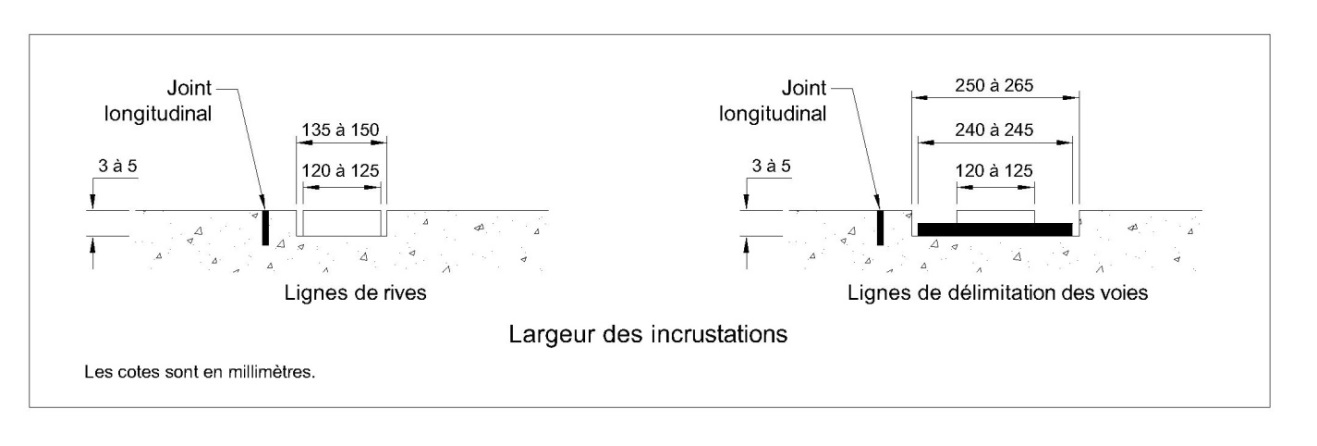 Joint
longitudinal
135 à 150
120 à 125
3 à 5
Lignes de rives
Joint
longitudinal
250 à 265
240 à 245
120 à 125
3 à 5
Lignes de délimitation des voies
Largeur des incrustations
Les cotes sont en millimètres.